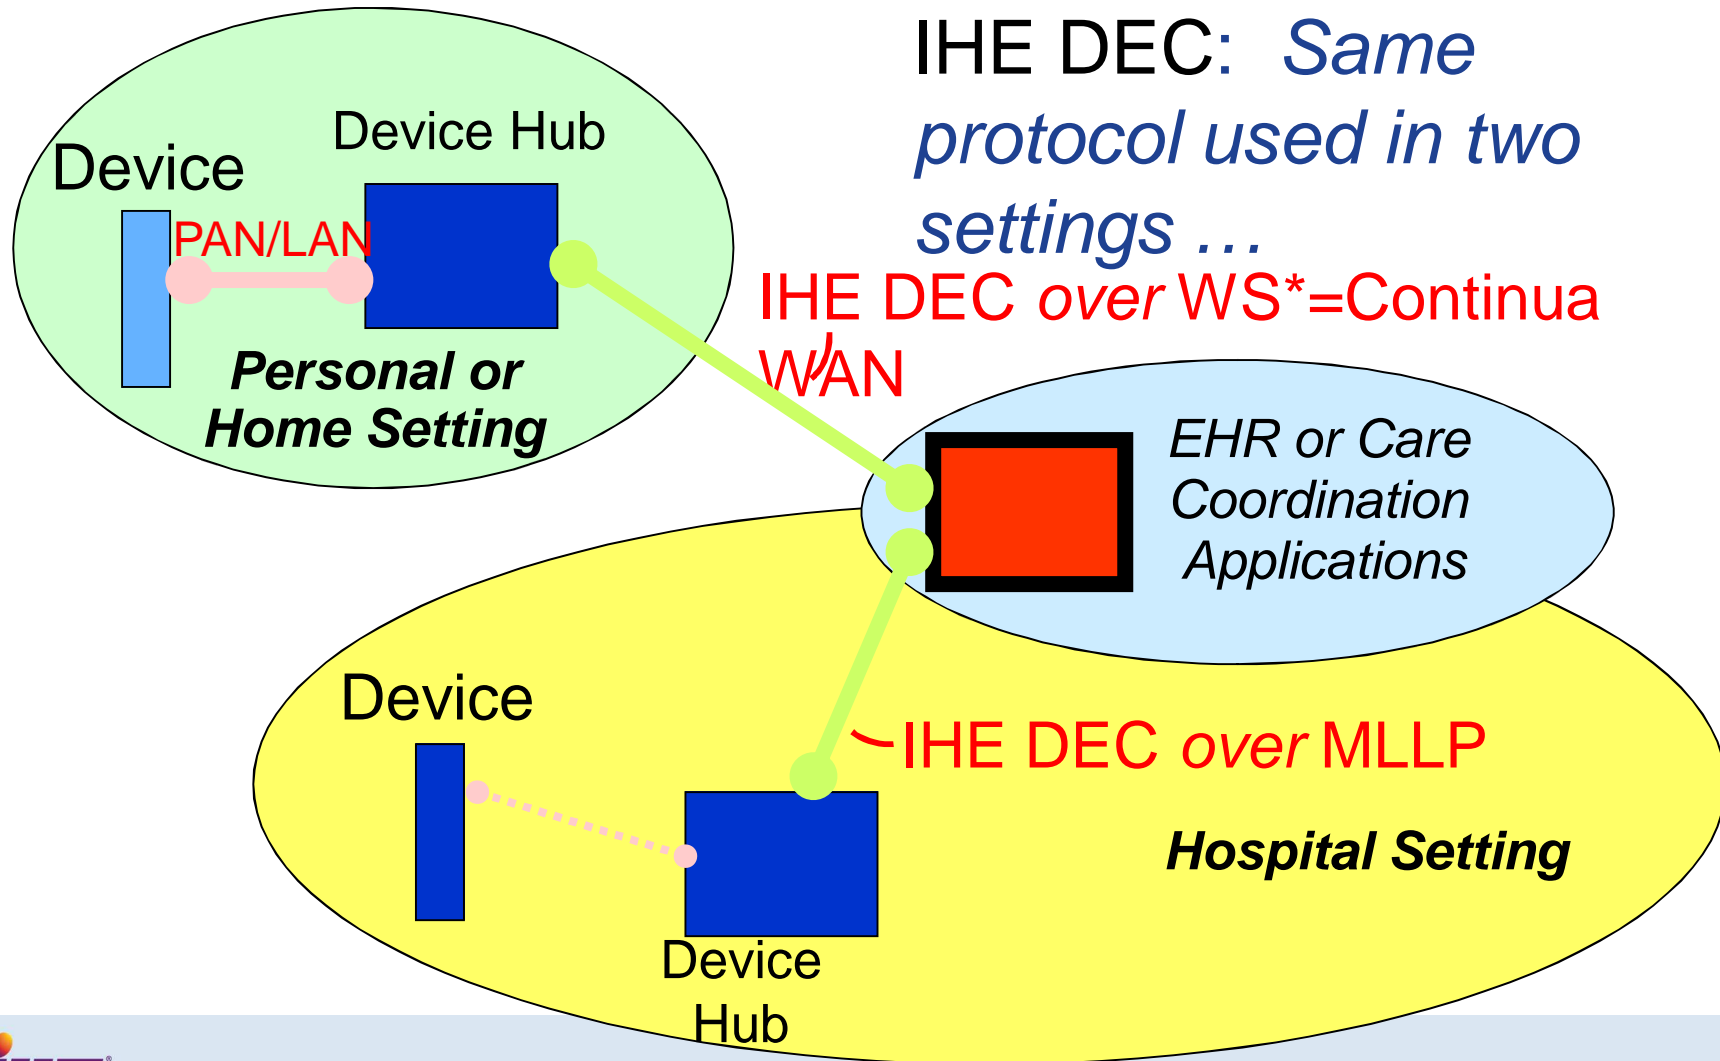 IHE DEC: Same
protocol used in two
settings …
Device Hub
Device
PAN/LAN
Personal or
Home Setting
IHE DEC over WS*=Continua
WAN
EHR or Care
Coordination
Applications
Device
IHE DEC over MLLP
Hospital Setting
Device
Hub
®